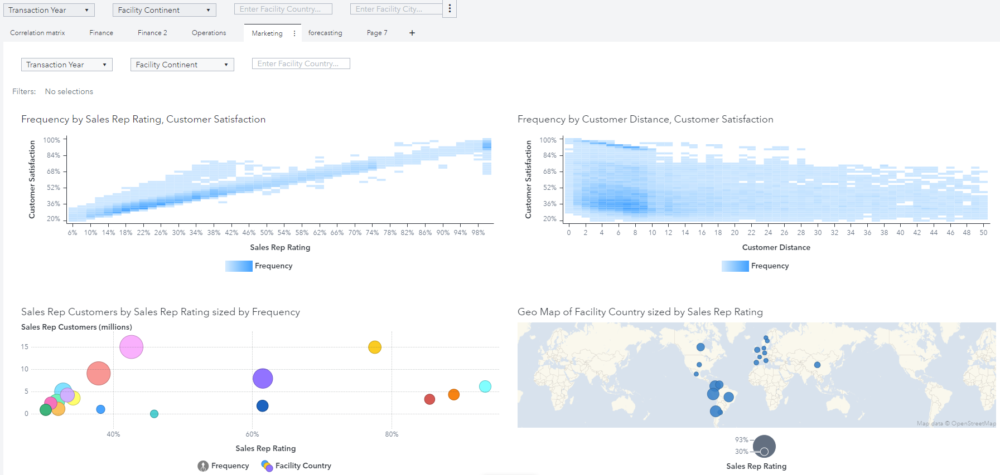 Transaction Year ▼ Facility Continent ▼ Enter Facility Country... Enter Facility City...
Correlation matrix Finance Finance 2 Operations Marketing forecasting Page 7 +
Transaction Year ▼ Facility Continent ▼ Enter Facility Country...
Filters: No selections
Frequency by Sales Rep Rating, Customer Satisfaction
Customer Satisfaction
100%
84%
68%
52%
36%
20%
6% 10% 14% 18% 22% 26% 30% 34% 38% 42% 46% 50% 54% 58% 62% 66% 70% 74% 78% 82% 86% 90% 94% 98%
Sales Rep Rating
Frequency
Frequency by Customer Distance, Customer Satisfaction
Customer Satisfaction
100%
84%
68%
52%
36%
20%
0 2 4 6 8 10 12 14 16 18 20 22 24 26 28 30 32 34 36 38 40 42 44 46 48 50
Customer Distance
Frequency
Sales Rep Customers by Sales Rep Rating sized by Frequency
Sales Rep Customers (millions)
15
10
5
0
40% 60% 80%
Sales Rep Rating
Frequency Facility Country
Geo Map of Facility Country sized by Sales Rep Rating
Map data © OpenStreetMap
93%
30%
Sales Rep Rating